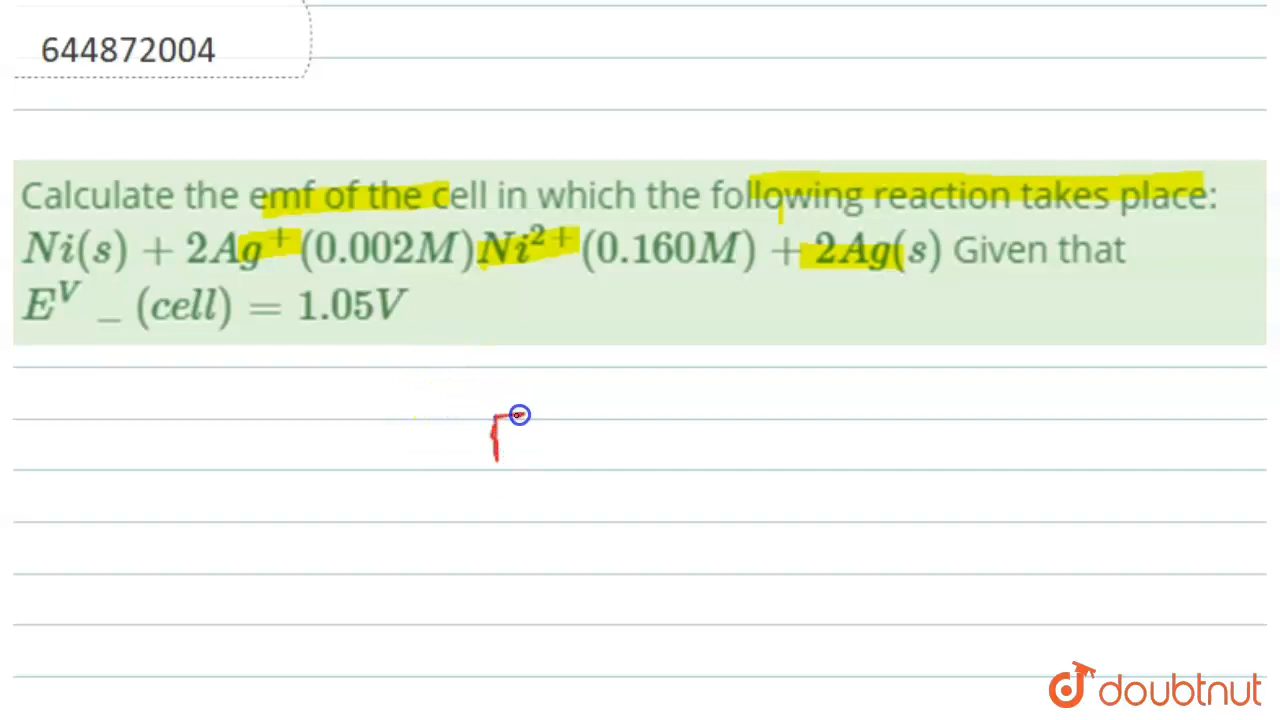 644872004
Calculate the emf of the cell in which the following reaction takes place:
Ni(s) + 2Ag⁺(0.002M)Ni²⁺(0.160M) + 2Ag(s) Given that
Eⱽ _ (cell) = 1.05V
doubtnut